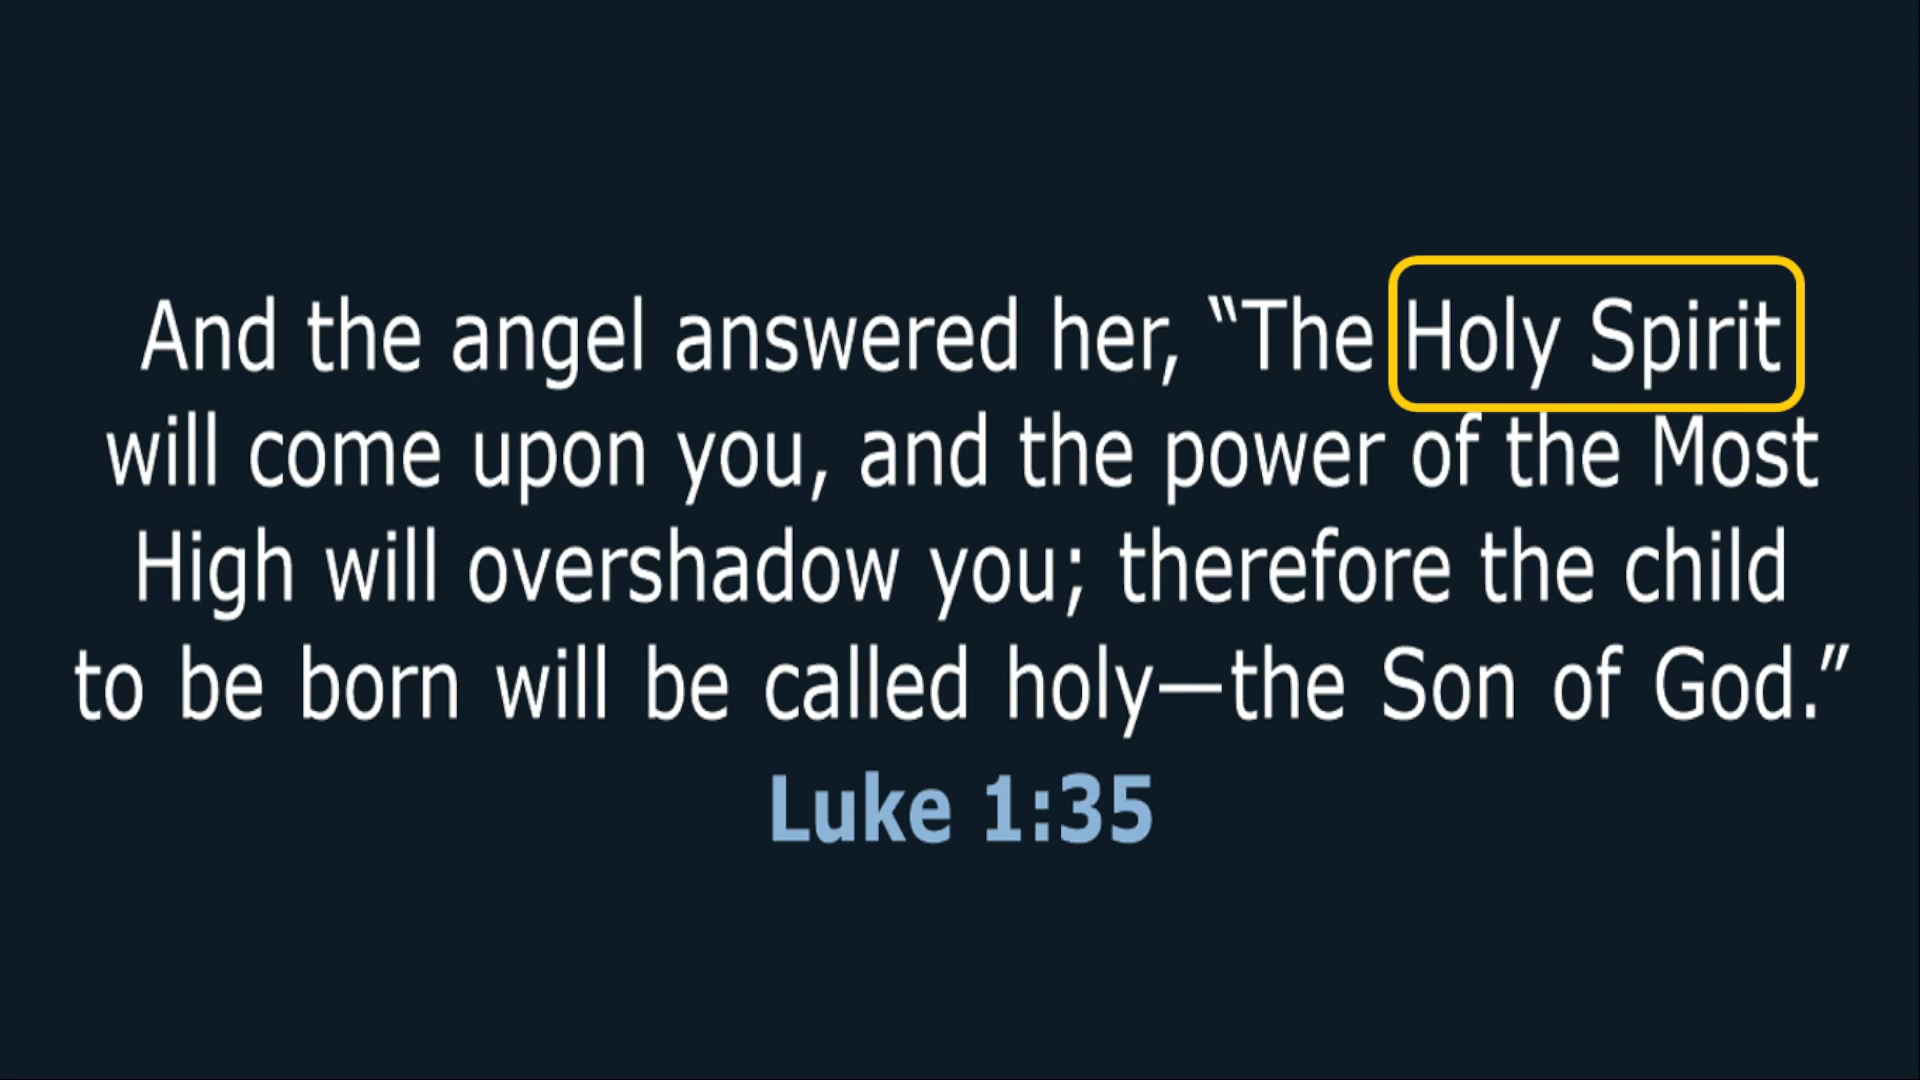 And the angel answered her, “The Holy Spirit
will come upon you, and the power of the Most
High will overshadow you; therefore the child
to be born will be called holy—the Son of God.”
Luke 1:35